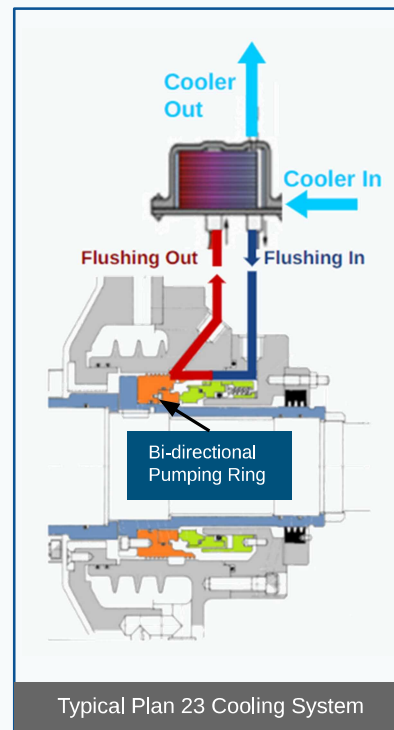 Cooler
Out
Cooler In
Flushing Out
Flushing In
Bi-directional
Pumping Ring
Typical Plan 23 Cooling System